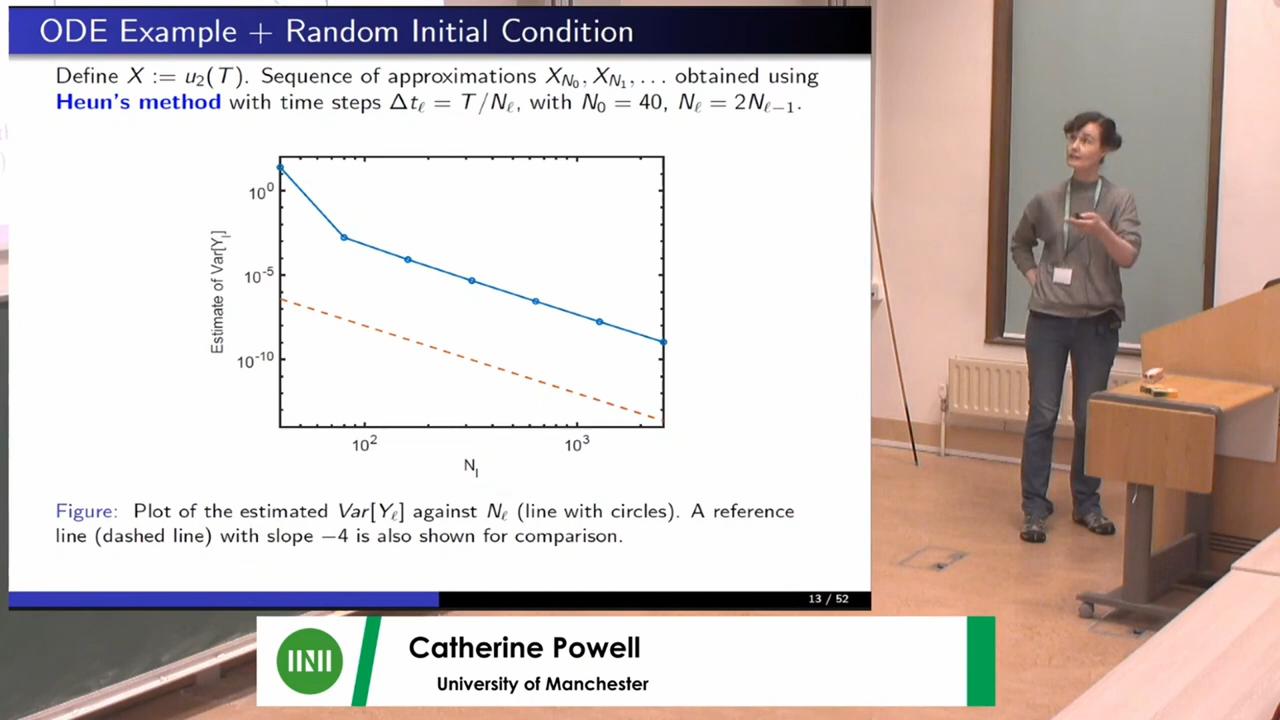 ODE Example + Random Initial Condition
Define X := u₂(T). Sequence of approximations X_{N₀}, X_{N₁}, … obtained using
Heun's method with time steps Δt_ℓ = T/N_ℓ, with N₀ = 40, N_ℓ = 2N_{ℓ−1}.
10⁰
10⁻⁵
10⁻¹⁰
Estimate of Var[Y_l]
10²
10³
N_l
Figure: Plot of the estimated Var[Y_ℓ] against N_ℓ (line with circles). A reference
line (dashed line) with slope −4 is also shown for comparison.
13 / 52
Catherine Powell
University of Manchester